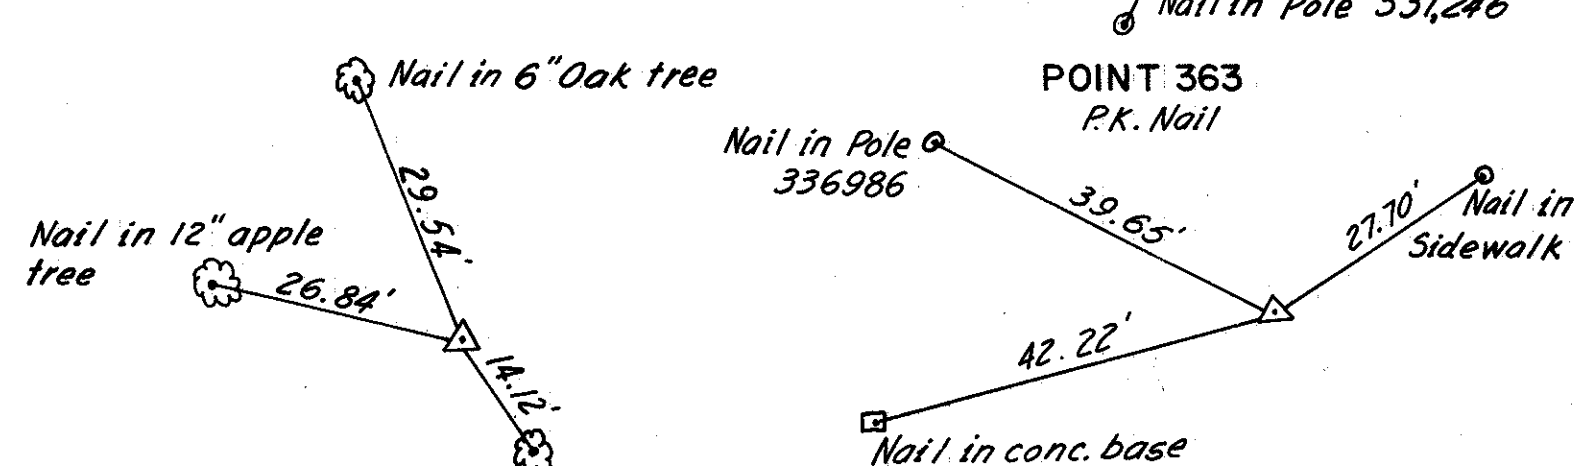 Nail in Pole 331,246
Nail in 6" Oak tree
29.54'
Nail in 12" apple
tree
26.84'
14.12'
POINT 363
P.K. Nail
Nail in Pole
336986
39.65'
27.70'
Nail in
Sidewalk
42.22'
Nail in conc. base